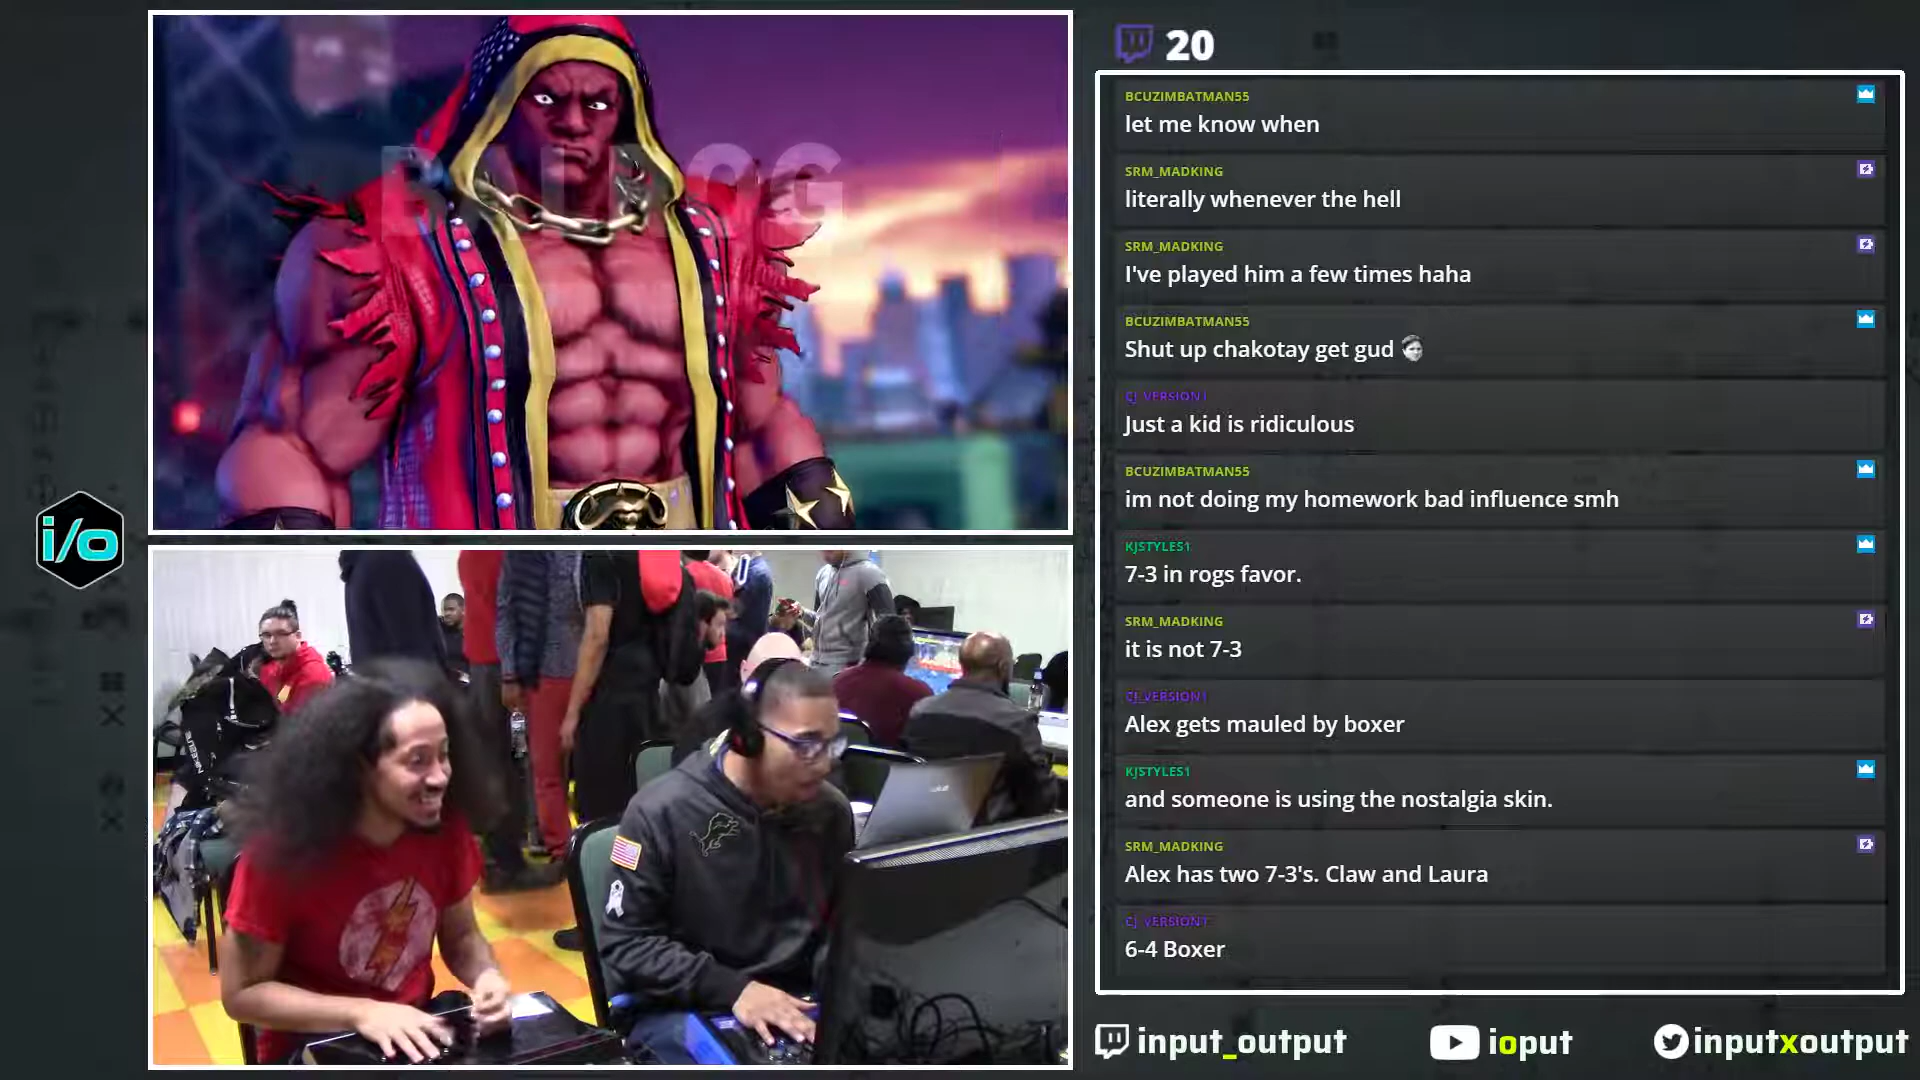 20
BALROG
BCUZIMBATMAN55
let me know when
SRM_MADKING
literally whenever the hell
SRM_MADKING
I've played him a few times haha
BCUZIMBATMAN55
Shut up chakotay get gud
CJ_VERSION1
Just a kid is ridiculous
BCUZIMBATMAN55
im not doing my homework bad influence smh
KJSTYLES1
7-3 in rogs favor.
SRM_MADKING
it is not 7-3
CJ_VERSION1
Alex gets mauled by boxer
KJSTYLES1
and someone is using the nostalgia skin.
SRM_MADKING
Alex has two 7-3's. Claw and Laura
CJ_VERSION1
6-4 Boxer
i/o
input_output
ioput
inputxoutput